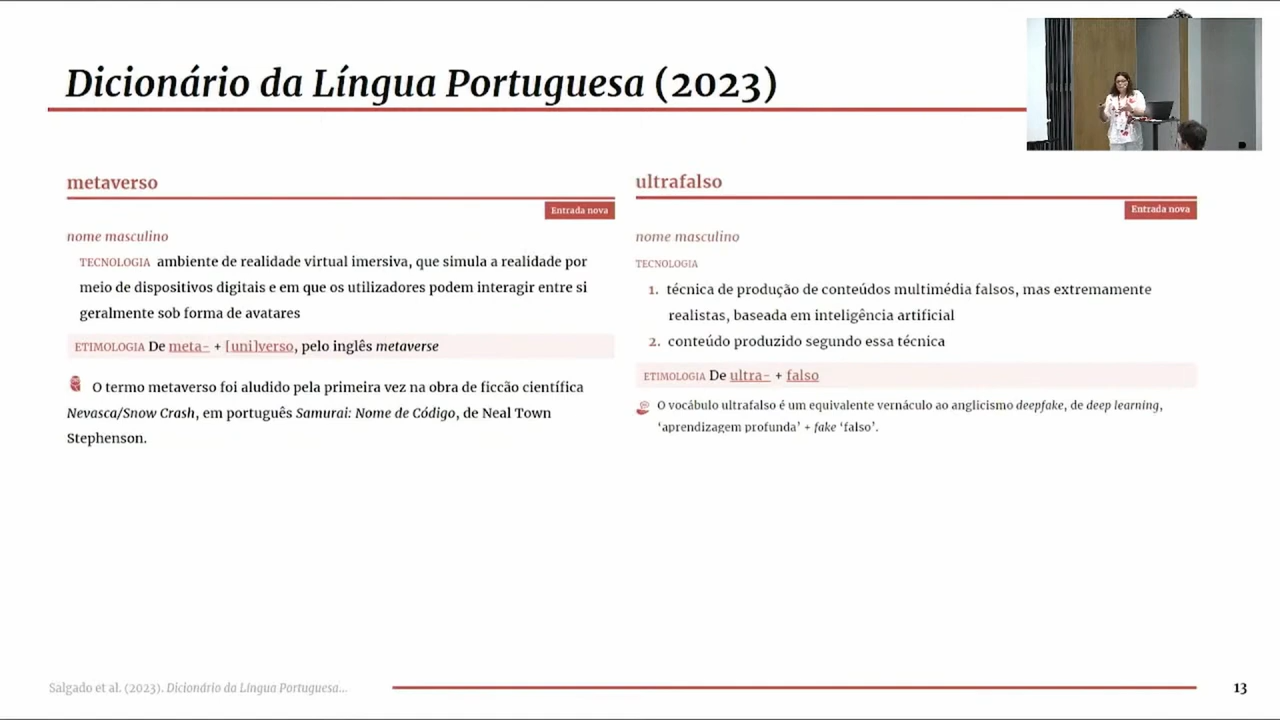 Dicionário da Língua Portuguesa (2023)
metaverso
Entrada nova
nome masculino
TECNOLOGIA ambiente de realidade virtual imersiva, que simula a realidade por
meio de dispositivos digitais e em que os utilizadores podem interagir entre si
geralmente sob forma de avatares
ETIMOLOGIA De meta- + [uni]verso, pelo inglês metaverse
O termo metaverso foi aludido pela primeira vez na obra de ficção científica
Nevasca/Snow Crash, em português Samurai: Nome de Código, de Neal Town
Stephenson.
ultrafalso
Entrada nova
nome masculino
TECNOLOGIA
1. técnica de produção de conteúdos multimédia falsos, mas extremamente
realistas, baseada em inteligência artificial
2. conteúdo produzido segundo essa técnica
ETIMOLOGIA De ultra- + falso
O vocábulo ultrafalso é um equivalente vernáculo ao anglicismo deepfake, de deep learning,
‘aprendizagem profunda’ + fake ‘falso’.
Salgado et al. (2023). Dicionário da Língua Portuguesa...
13